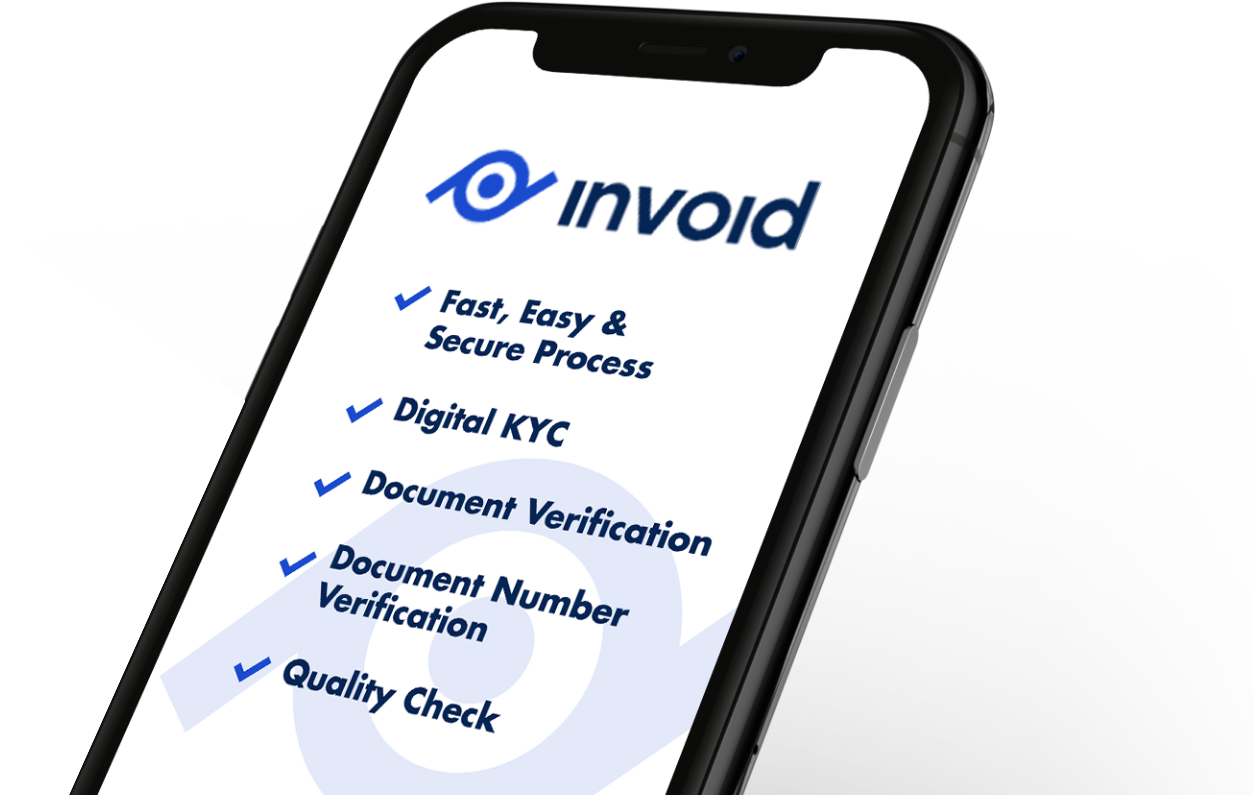 invoid
Fast, Easy &
Secure Process
Digital KYC
Document Verification
Document Number
Verification
Quality Check